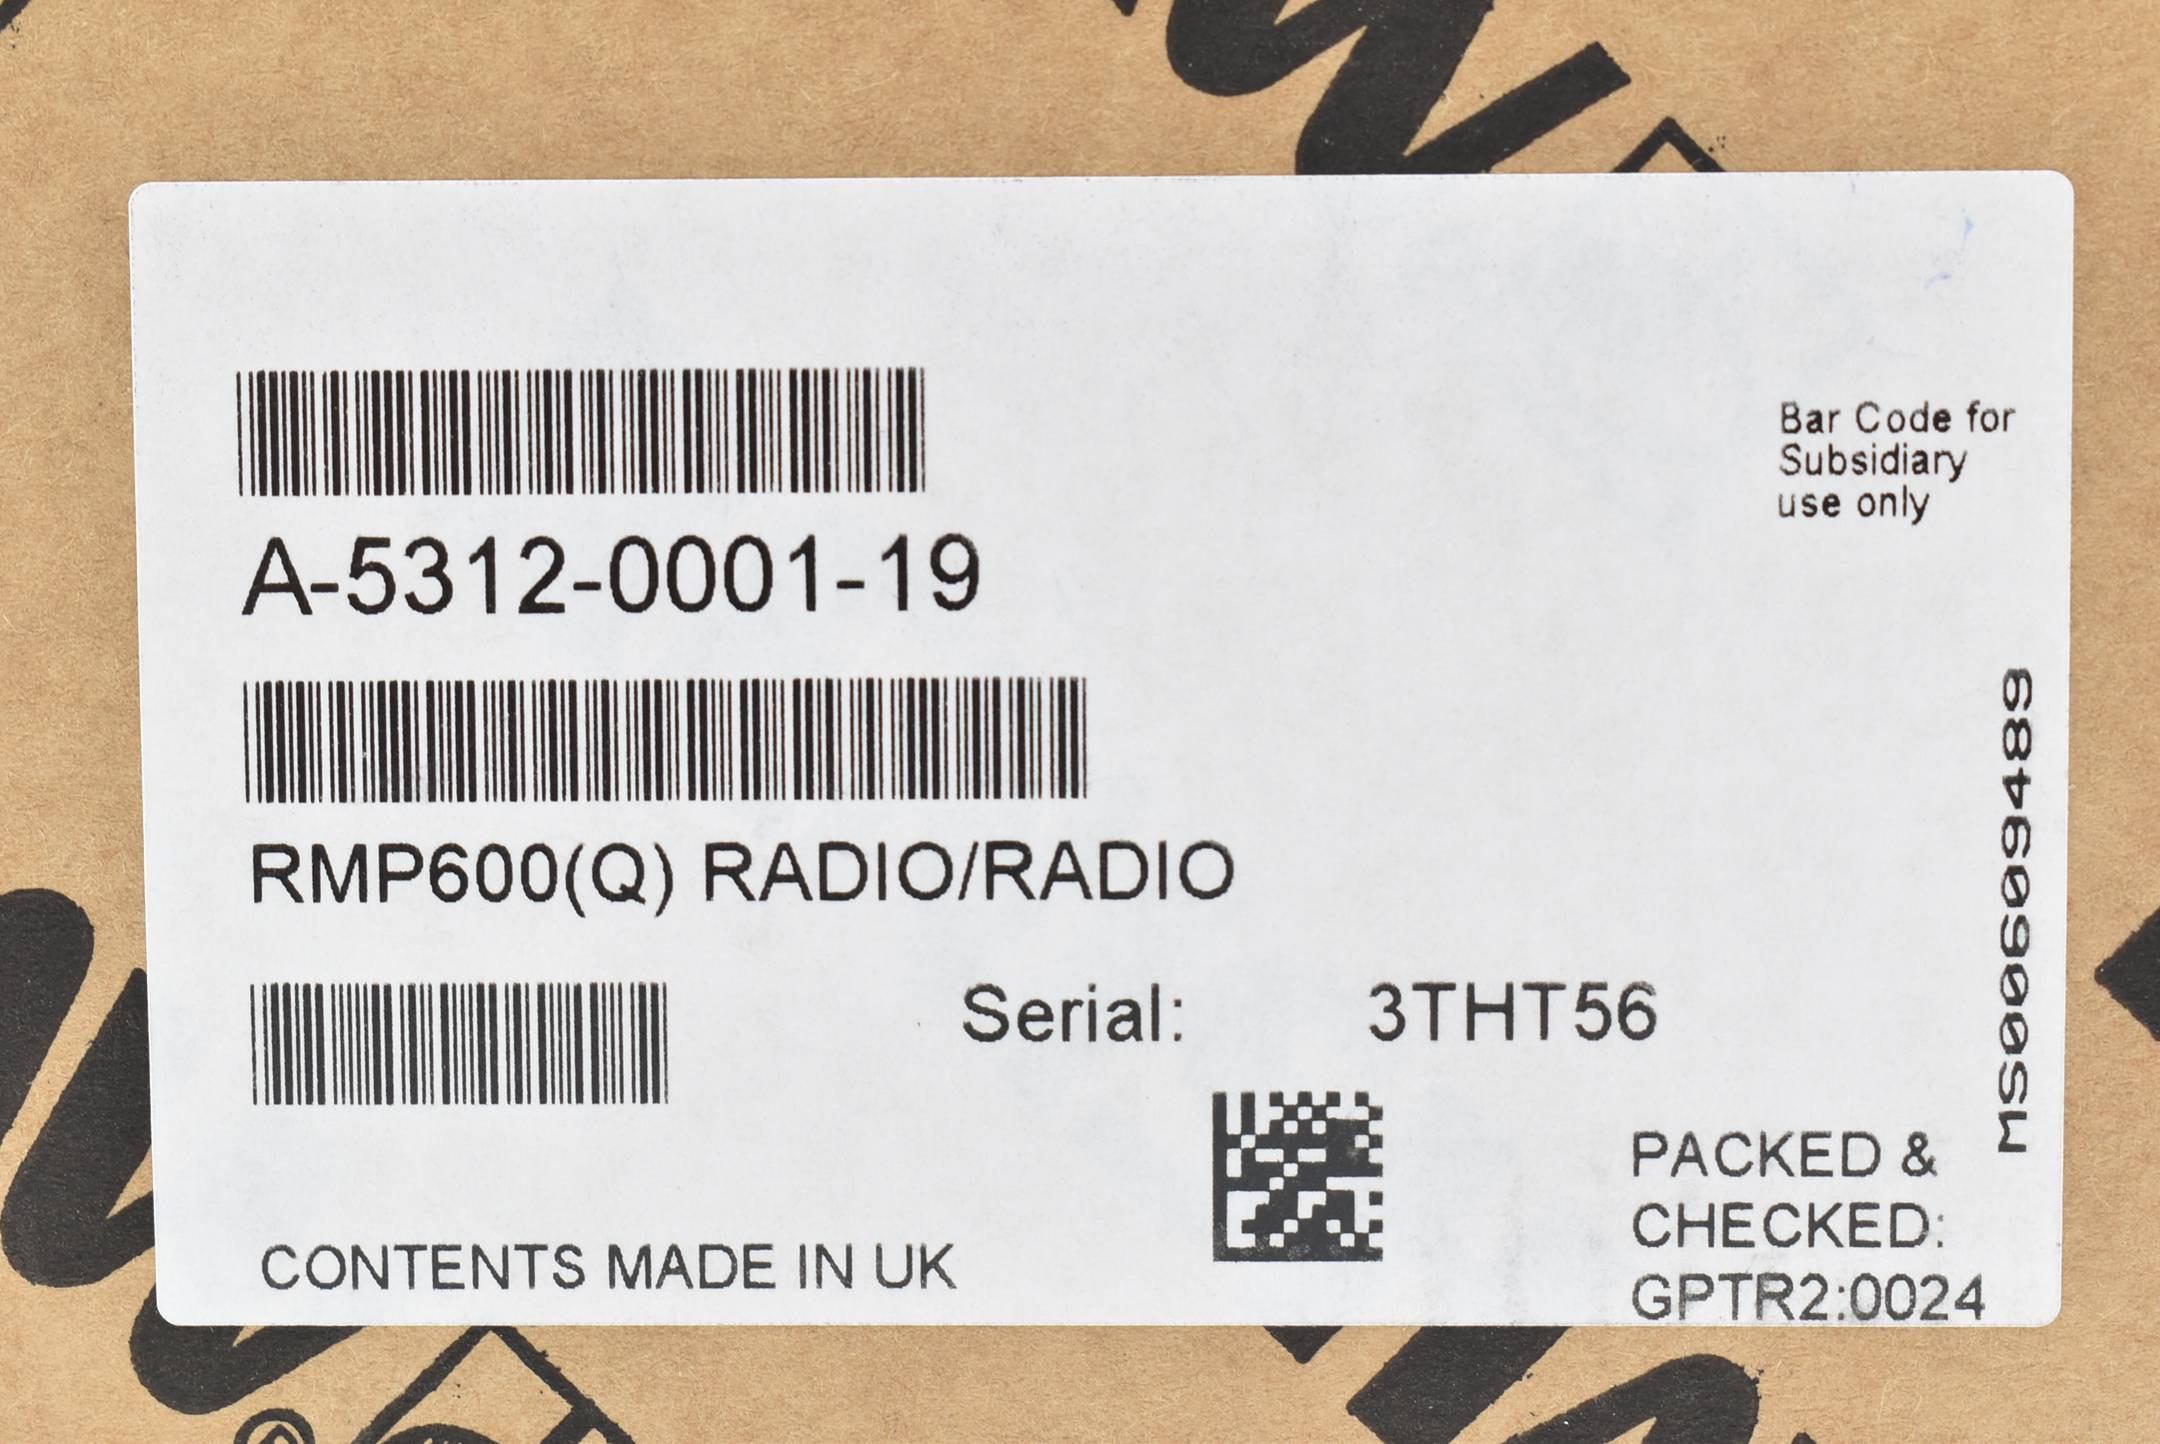 Bar Code for
Subsidiary
use only
A-5312-0001-19
RMP600(Q) RADIO/RADIO
Serial: 3THT56
MS00609489
PACKED &
CHECKED:
GPTR2:0024
CONTENTS MADE IN UK